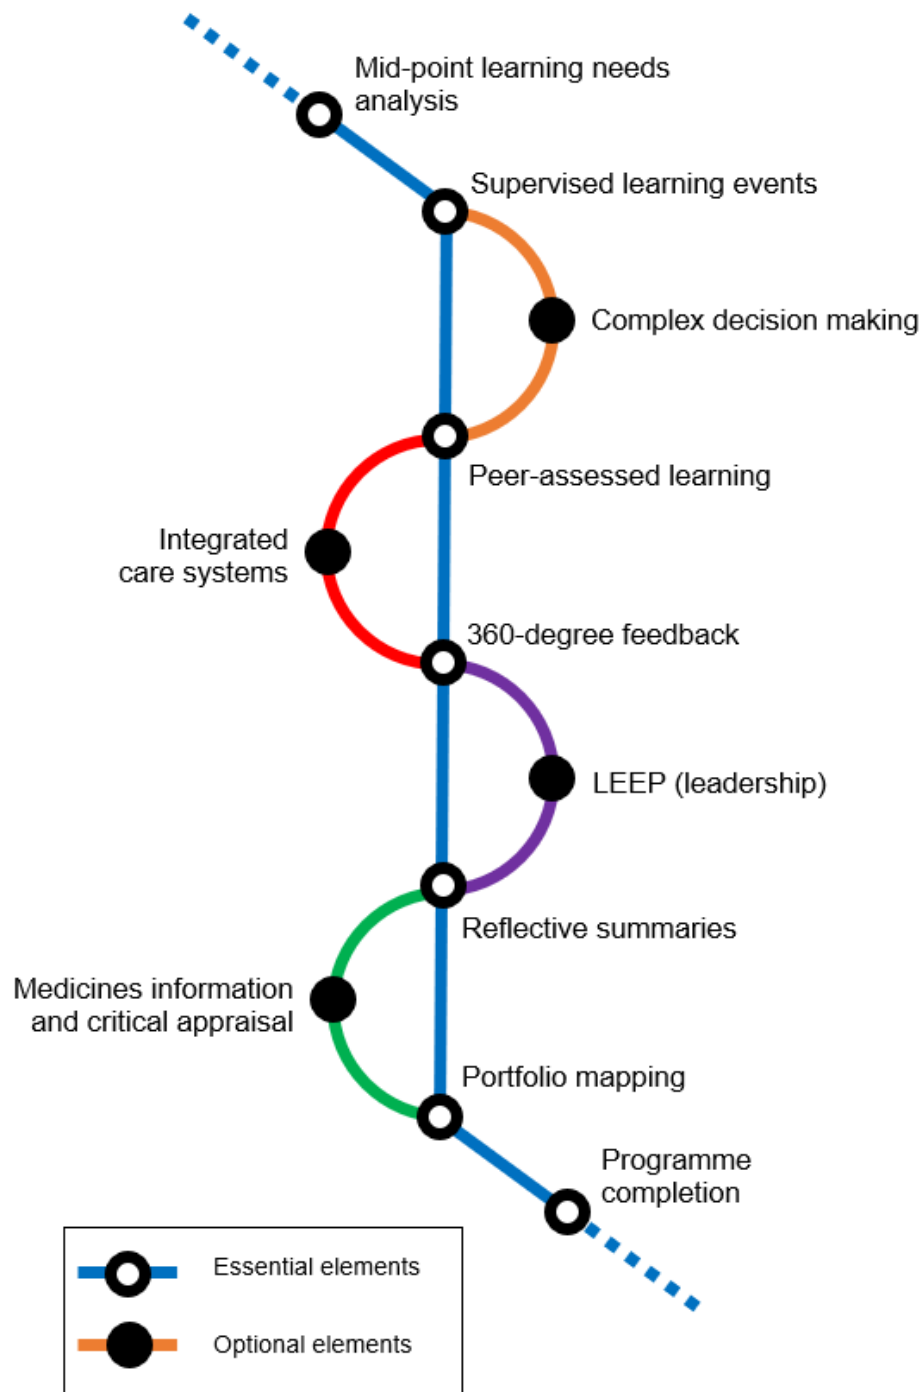 Mid-point learning needs
analysis
Supervised learning events
Complex decision making
Peer-assessed learning
Integrated
care systems
360-degree feedback
LEEP (leadership)
Reflective summaries
Medicines information
and critical appraisal
Portfolio mapping
Programme
completion
Essential elements
Optional elements